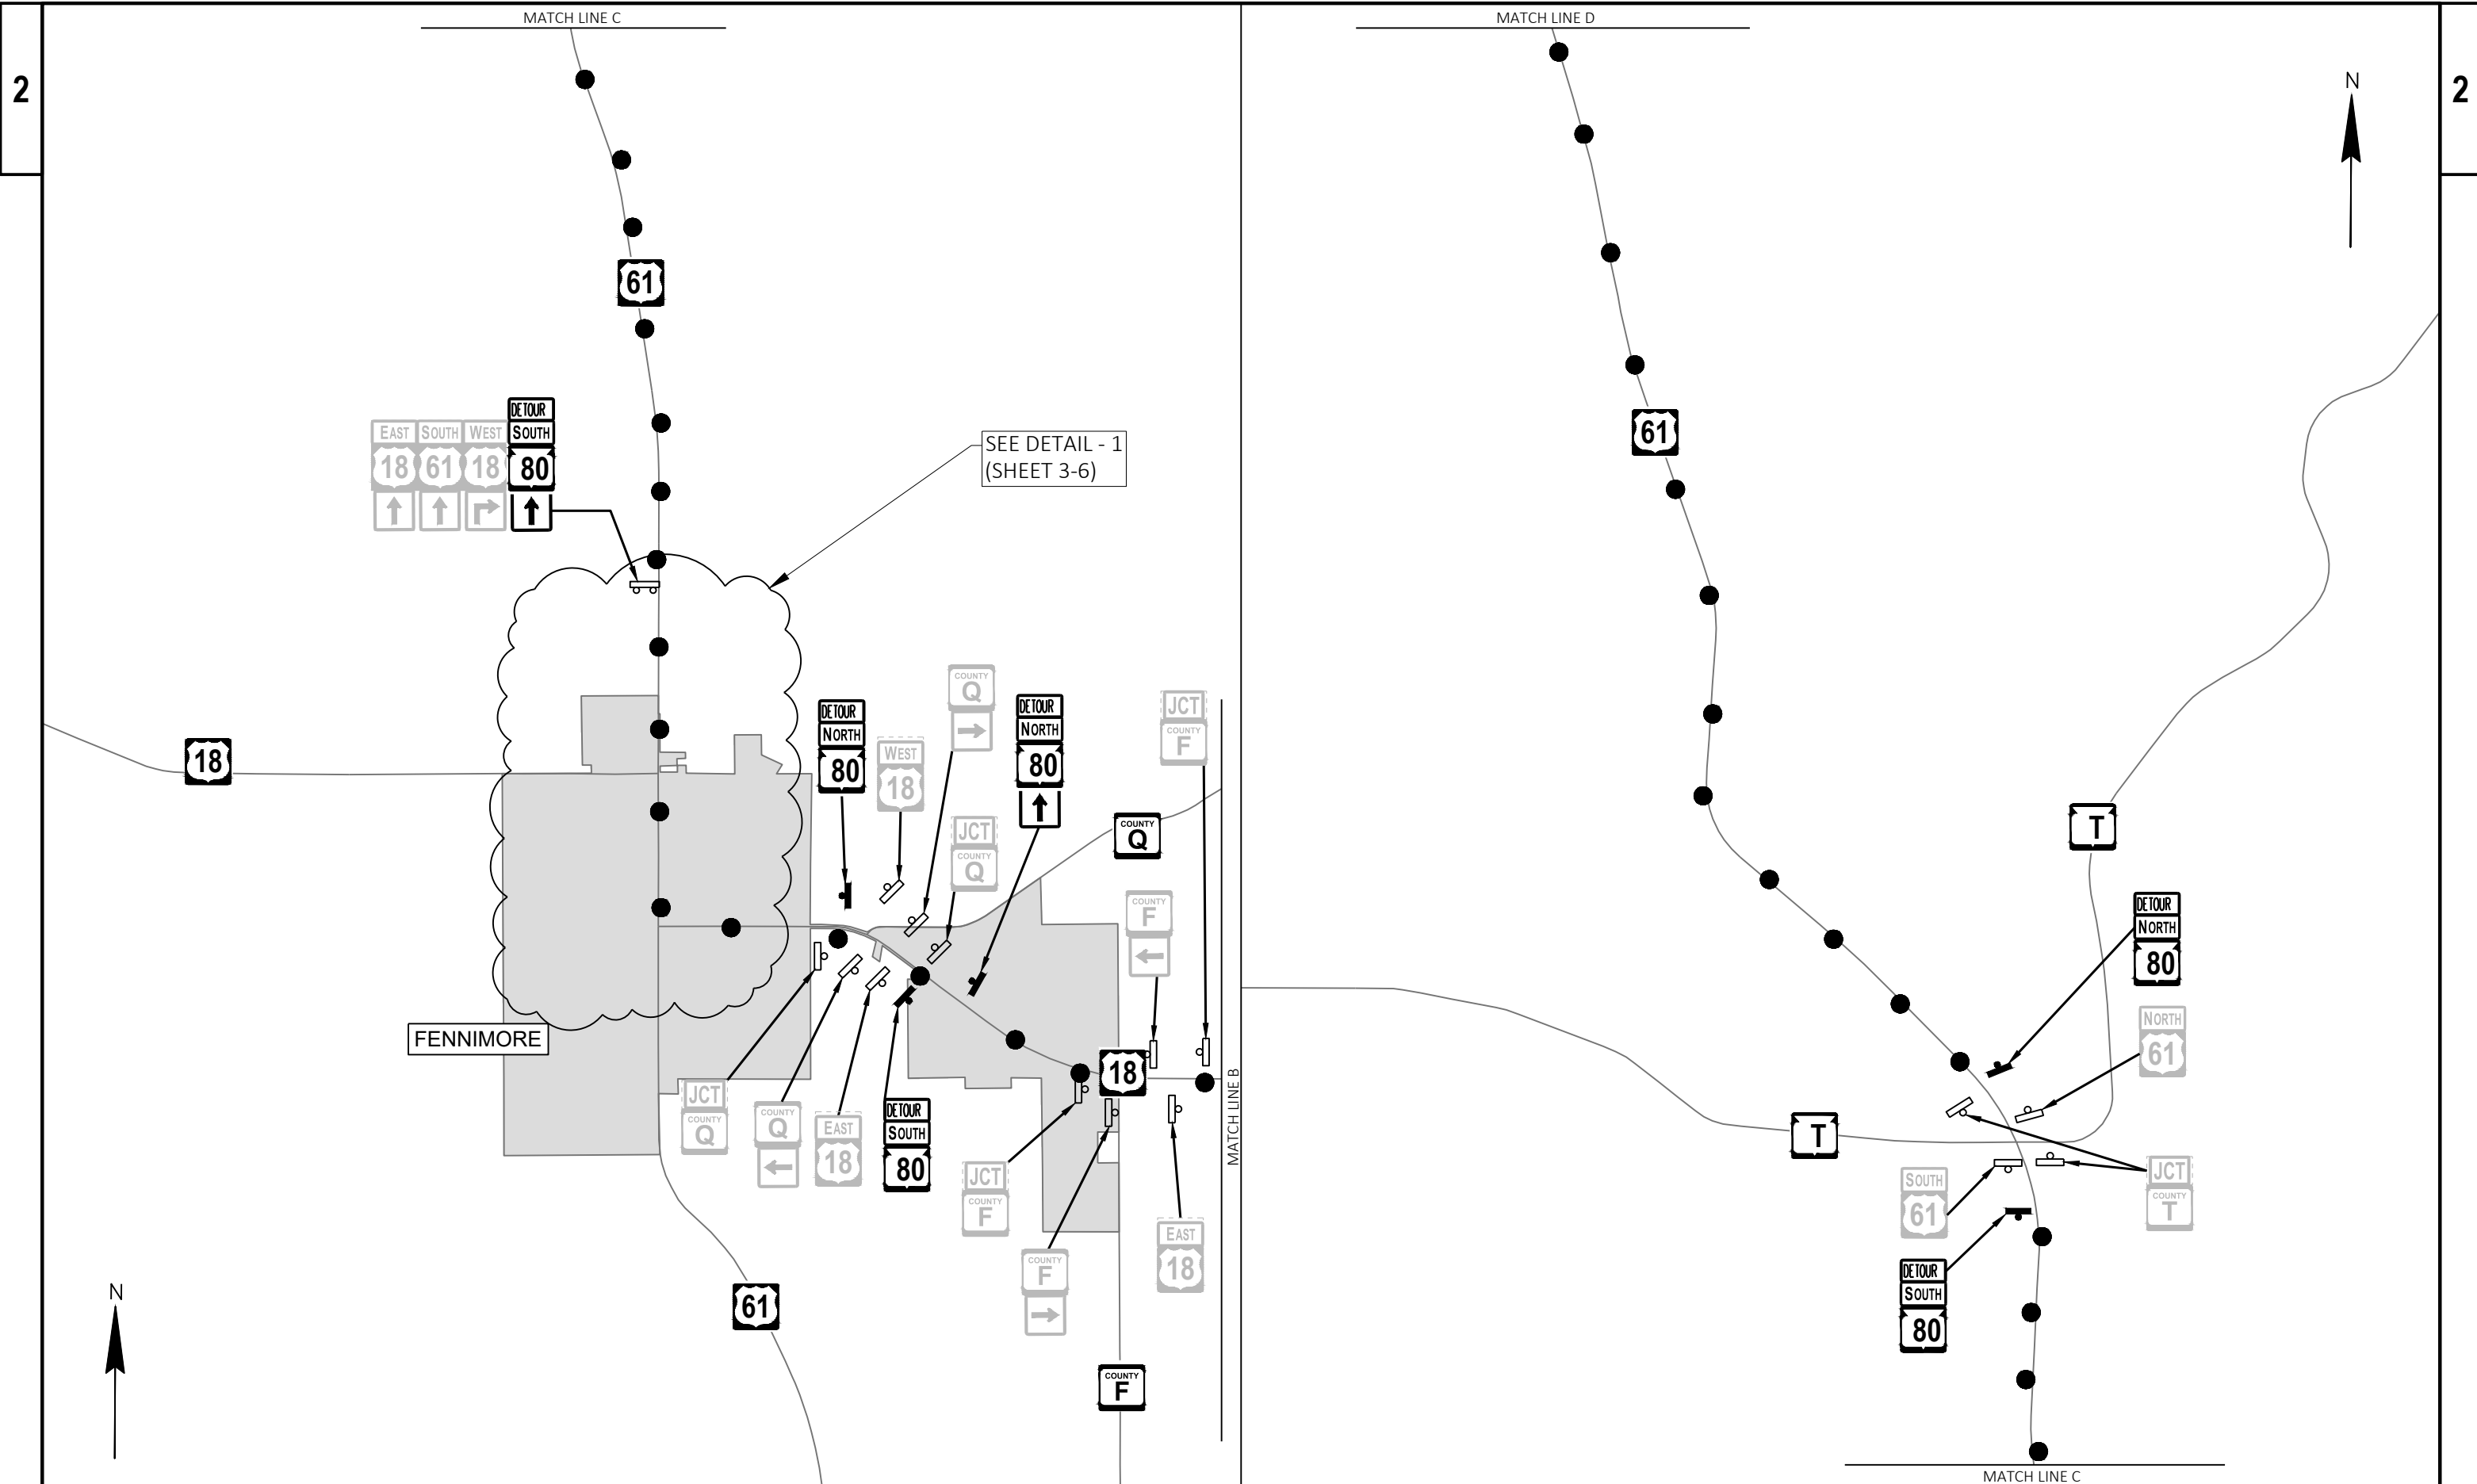 MATCH LINE C
MATCH LINE D
2
2
N
61
DETOUR
EAST SOUTH WEST SOUTH
18 61 18 80
SEE DETAIL - 1
(SHEET 3-6)
61
COUNTY
Q
DETOUR
NORTH
80
DETOUR
NORTH
80
JCT
COUNTY
F
WEST
18
18
JCT
COUNTY
Q
COUNTY
Q
T
COUNTY
F
DETOUR
NORTH
80
FENNIMORE
NORTH
61
18
MATCH LINE B
JCT
COUNTY
Q
COUNTY
Q
EAST
18
DETOUR
SOUTH
80
JCT
COUNTY
F
T
SOUTH
61
JCT
COUNTY
T
EAST
18
COUNTY
F
DETOUR
SOUTH
80
N
61
COUNTY
F
MATCH LINE C